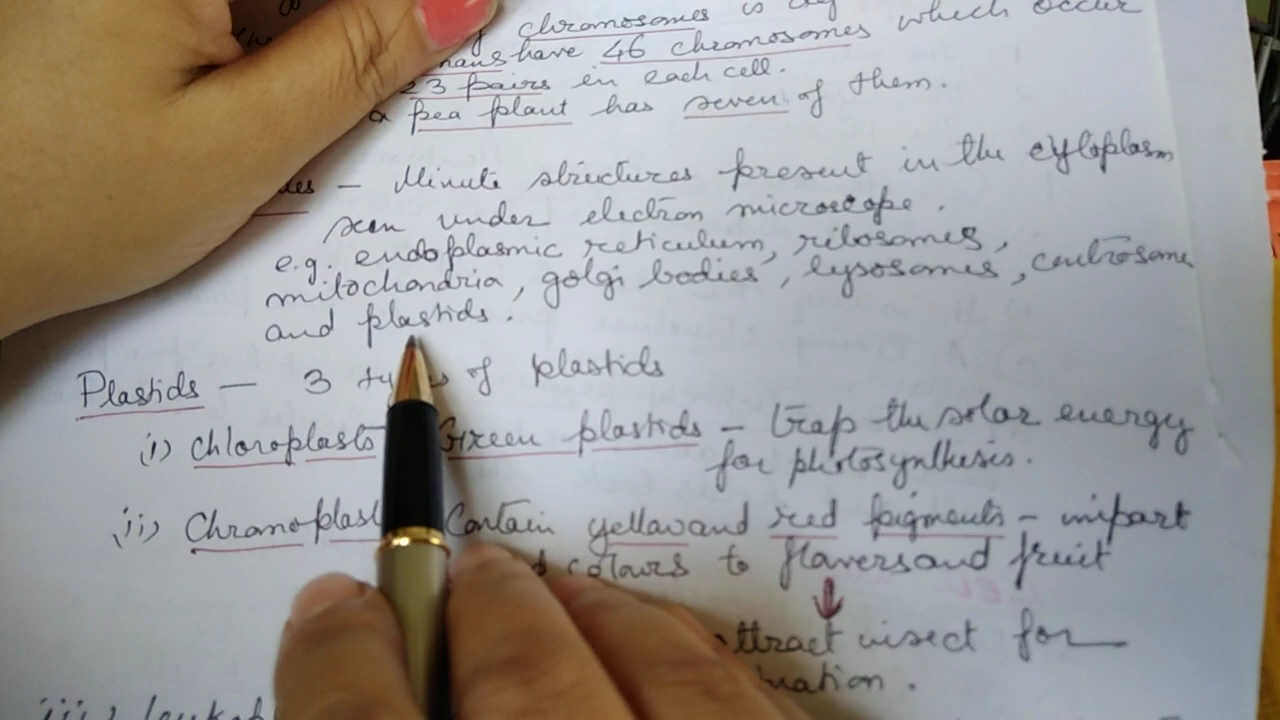 chromosomes is
have 46 chromosomes which occur
23 pairs in each cell.
a pea plant has seven of them.
– Minute structures present in the cytoplasm
seen under electron microscope.
e.g. endoplasmic reticulum, ribosomes,
mitochondria, golgi bodies, lysosomes, centrosome
and plastids.
Plastids – 3 of plastids
(i) Chloroplasts Green plastids – trap the solar energy
for photosynthesis.
(ii) Contain yellow and red pigments – impart
colours to flowers and fruit
↓
insect for
iii)